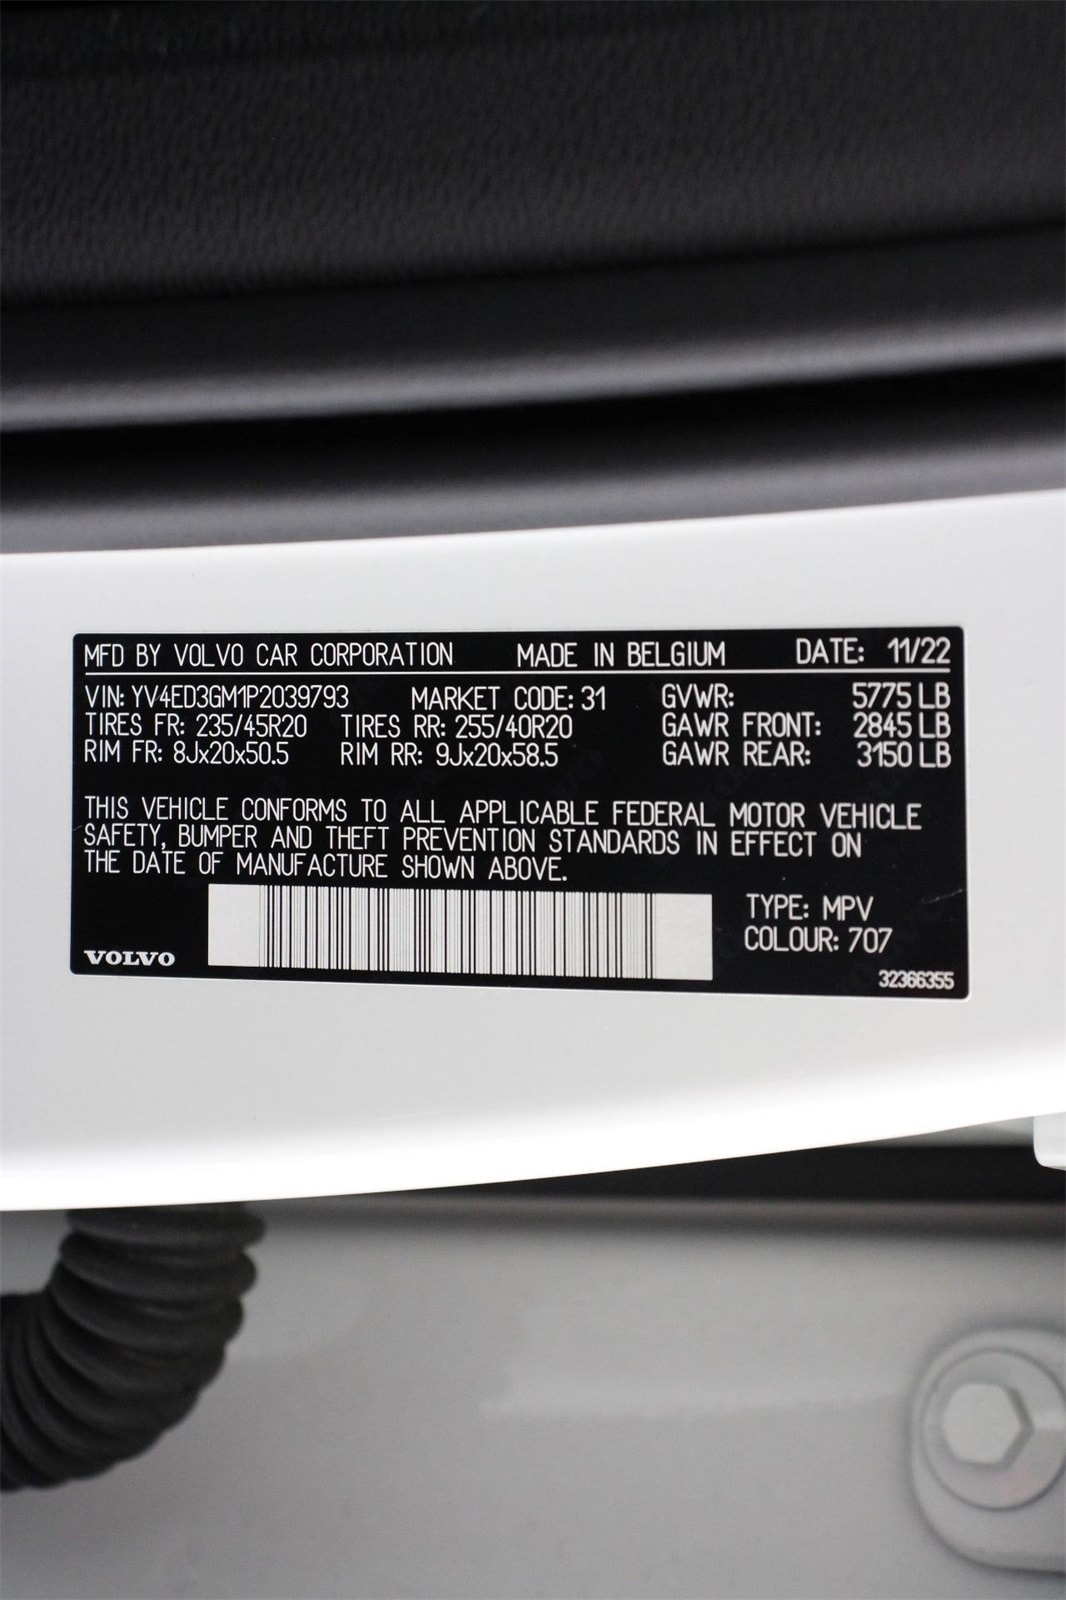 MFD BY VOLVO CAR CORPORATION MADE IN BELGIUM DATE: 11/22
VIN: YV4ED3GM1P2039793 MARKET CODE: 31 GVWR: 5775 LB
TIRES FR: 235/45R20 TIRES RR: 255/40R20 GAWR FRONT: 2845 LB
RIM FR: 8Jx20x50.5 RIM RR: 9Jx20x58.5 GAWR REAR: 3150 LB
THIS VEHICLE CONFORMS TO ALL APPLICABLE FEDERAL MOTOR VEHICLE
SAFETY, BUMPER AND THEFT PREVENTION STANDARDS IN EFFECT ON
THE DATE OF MANUFACTURE SHOWN ABOVE.
TYPE: MPV
COLOUR: 707
VOLVO
32366355